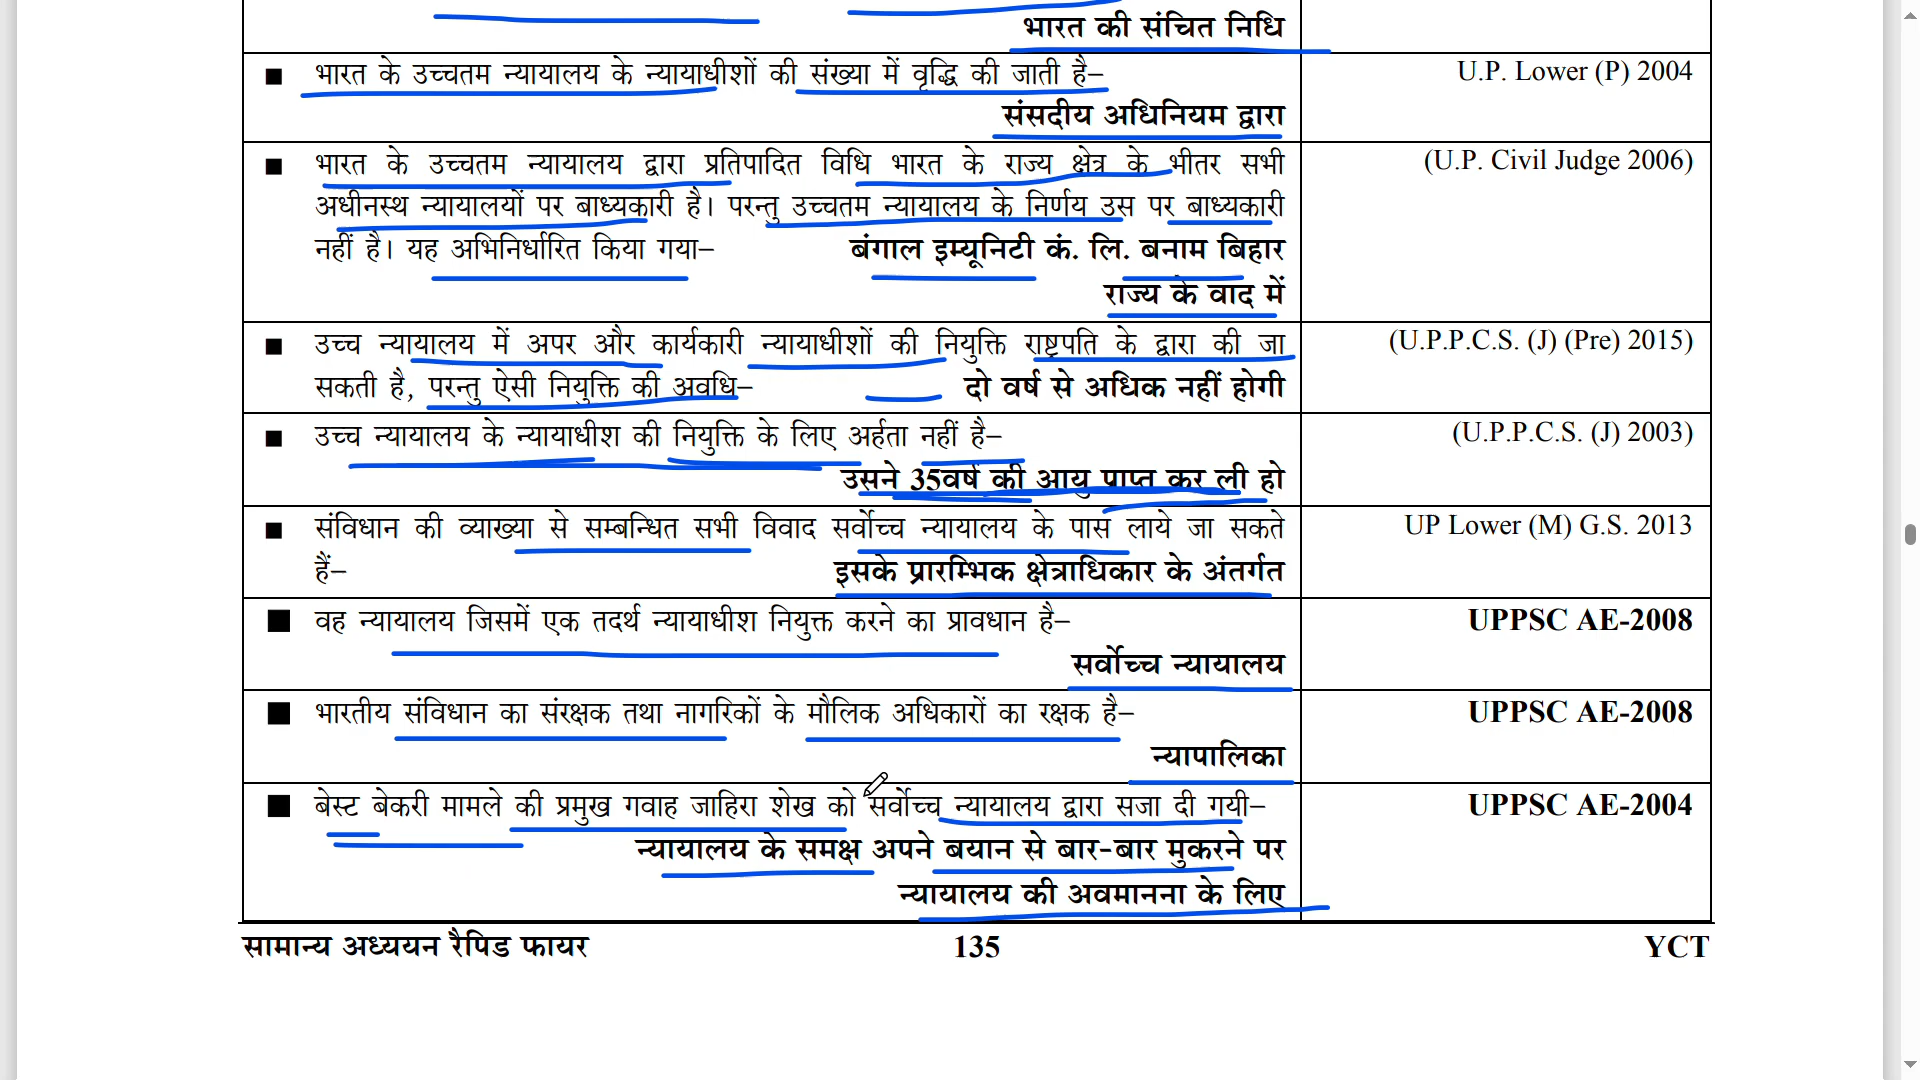 भारत की संचित निधि
■ भारत के उच्चतम न्यायालय के न्यायाधीशों की संख्या में वृद्धि की जाती है– U.P. Lower (P) 2004
संसदीय अधिनियम द्वारा
■ भारत के उच्चतम न्यायालय द्वारा प्रतिपादित विधि भारत के राज्य क्षेत्र के भीतर सभी (U.P. Civil Judge 2006)
अधीनस्थ न्यायालयों पर बाध्यकारी है। परन्तु उच्चतम न्यायालय के निर्णय उस पर बाध्यकारी
नहीं है। यह अभिनिर्धारित किया गया– बंगाल इम्यूनिटी कं. लि. बनाम बिहार
राज्य के वाद में
■ उच्च न्यायालय में अपर और कार्यकारी न्यायाधीशों की नियुक्ति राष्ट्रपति के द्वारा की जा (U.P.P.C.S. (J) (Pre) 2015)
सकती है, परन्तु ऐसी नियुक्ति की अवधि– दो वर्ष से अधिक नहीं होगी
■ उच्च न्यायालय के न्यायाधीश की नियुक्ति के लिए अर्हता नहीं है– (U.P.P.C.S. (J) 2003)
उसने 35वर्ष की आयु प्राप्त कर ली हो
■ संविधान की व्याख्या से सम्बन्धित सभी विवाद सर्वोच्च न्यायालय के पास लाये जा सकते UP Lower (M) G.S. 2013
हैं– इसके प्रारम्भिक क्षेत्राधिकार के अंतर्गत
■ वह न्यायालय जिसमें एक तदर्थ न्यायाधीश नियुक्त करने का प्रावधान है– UPPSC AE-2008
सर्वोच्च न्यायालय
■ भारतीय संविधान का संरक्षक तथा नागरिकों के मौलिक अधिकारों का रक्षक है– UPPSC AE-2008
न्यापालिका
■ बेस्ट बेकरी मामले की प्रमुख गवाह जाहिरा शेख को सर्वोच्च न्यायालय द्वारा सजा दी गयी– UPPSC AE-2004
न्यायालय के समक्ष अपने बयान से बार-बार मुकरने पर
न्यायालय की अवमानना के लिए
सामान्य अध्ययन रैपिड फायर 135 YCT